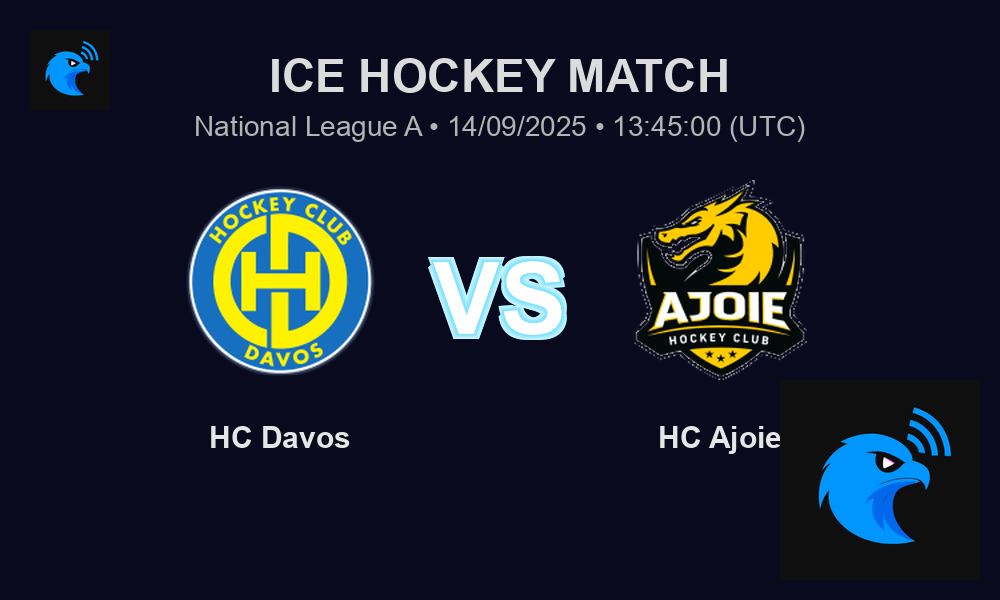 ICE HOCKEY MATCH
National League A • 14/09/2025 • 13:45:00 (UTC)
HOCKEY CLUB
HCD
DAVOS
VS
AJOIE
HOCKEY CLUB
HC Davos
HC Ajoie